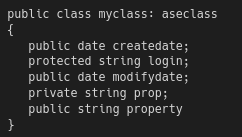 public class myclass: aseclass
{
public date createdate;
protected string login;
public date modifydate;
private string prop;
public string property
}